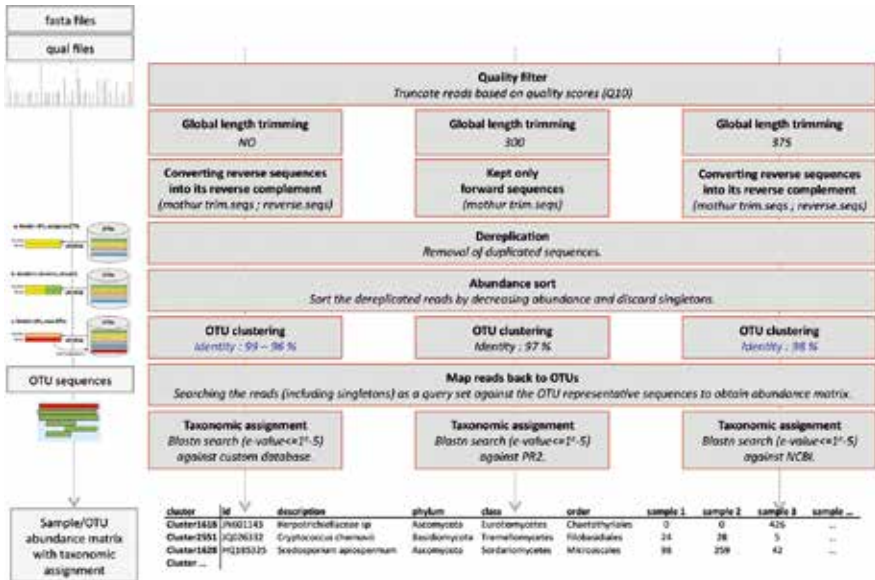 fasta files
qual files
Quality filter
Truncate reads based on quality scores (Q10)
Global length trimming
NO
Global length trimming
300
Global length trimming
375
Converting reverse sequences
into its reverse complement
(mothur trim.seqs ; reverse.seqs)
Kept only
forward sequences
(mothur trim.seqs)
Converting reverse sequences
into its reverse complement
(mothur trim.seqs ; reverse.seqs)
Dereplication
Removal of duplicated sequences.
Abundance sort
Sort the dereplicated reads by decreasing abundance and discard singletons.
OTU clustering
Identity : 99 – 96 %
OTU clustering
Identity : 97 %
OTU clustering
Identity : 98 %
OTU sequences
Map reads back to OTUs
Searching the reads (including singletons) as a query set against the OTU representative sequences to obtain abundance matrix.
Taxonomic assignment
Blastn search (e-value<=1e-5)
against custom database.
Taxonomic assignment
Blastn search (e-value<=1e-5)
against PR2.
Taxonomic assignment
Blastn search (e-value<=1e-5)
against NCBI.
Sample/OTU
abundance matrix
with taxonomic
assignment
cluster id description phylum class order sample 1 sample 2 sample 3 sample ...
Cluster1616 JN601143 Herpotrichiellaceae sp Ascomycota Eurotiomycetes Chaetothyriales 0 0 426 ...
Cluster2551 JQ026332 Cryptococcus chernovii Basidiomycota Tremellomycetes Filobasidiales 24 28 5 ...
Cluster1628 HQ185325 Scedosporium apiospermum Ascomycota Sordariomycetes Microascales 98 259 42 ...
Cluster ...